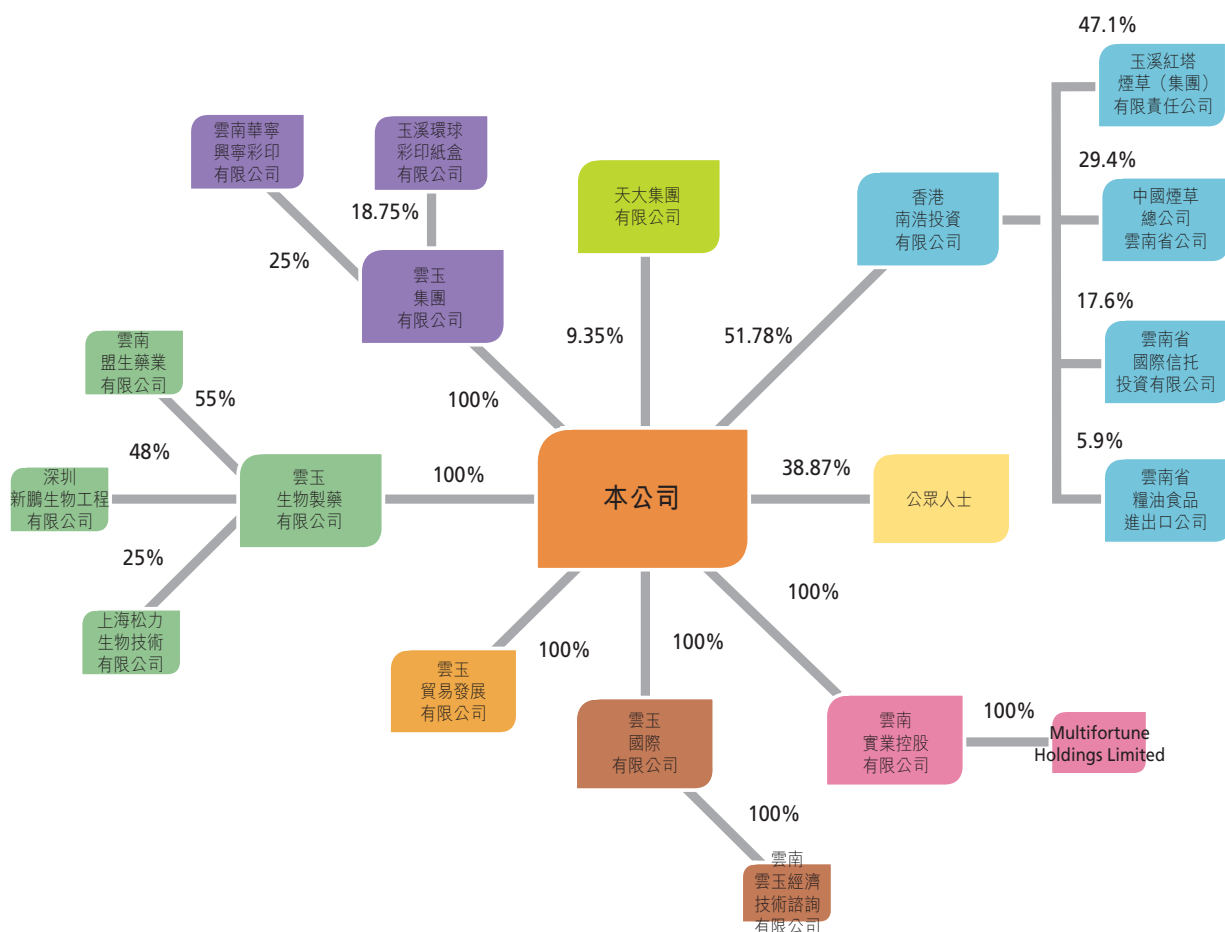 47.1%
玉溪紅塔
煙草（集團）
有限責任公司
雲南華寧
興寧彩印
有限公司
玉溪環球
彩印紙盒
有限公司
天大集團
有限公司
香港
南浩投資
有限公司
29.4%
中國煙草
總公司
雲南省公司
18.75%
25%
雲玉
集團
有限公司
17.6%
雲南省
國際信托
投資有限公司
9.35%
51.78%
雲南
盟生藥業
有限公司
55%
100%
5.9%
雲南省
糧油食品
進出口公司
48%
深圳
新鵬生物工程
有限公司
雲玉
生物製藥
有限公司
100%
本公司
38.87%
公眾人士
25%
上海松力
生物技術
有限公司
100%
雲玉
貿易發展
有限公司
100%
雲玉
國際
有限公司
100%
雲南
實業控股
有限公司
100%
Multifortune
Holdings Limited
100%
雲南
雲玉經濟
技術諮詢
有限公司